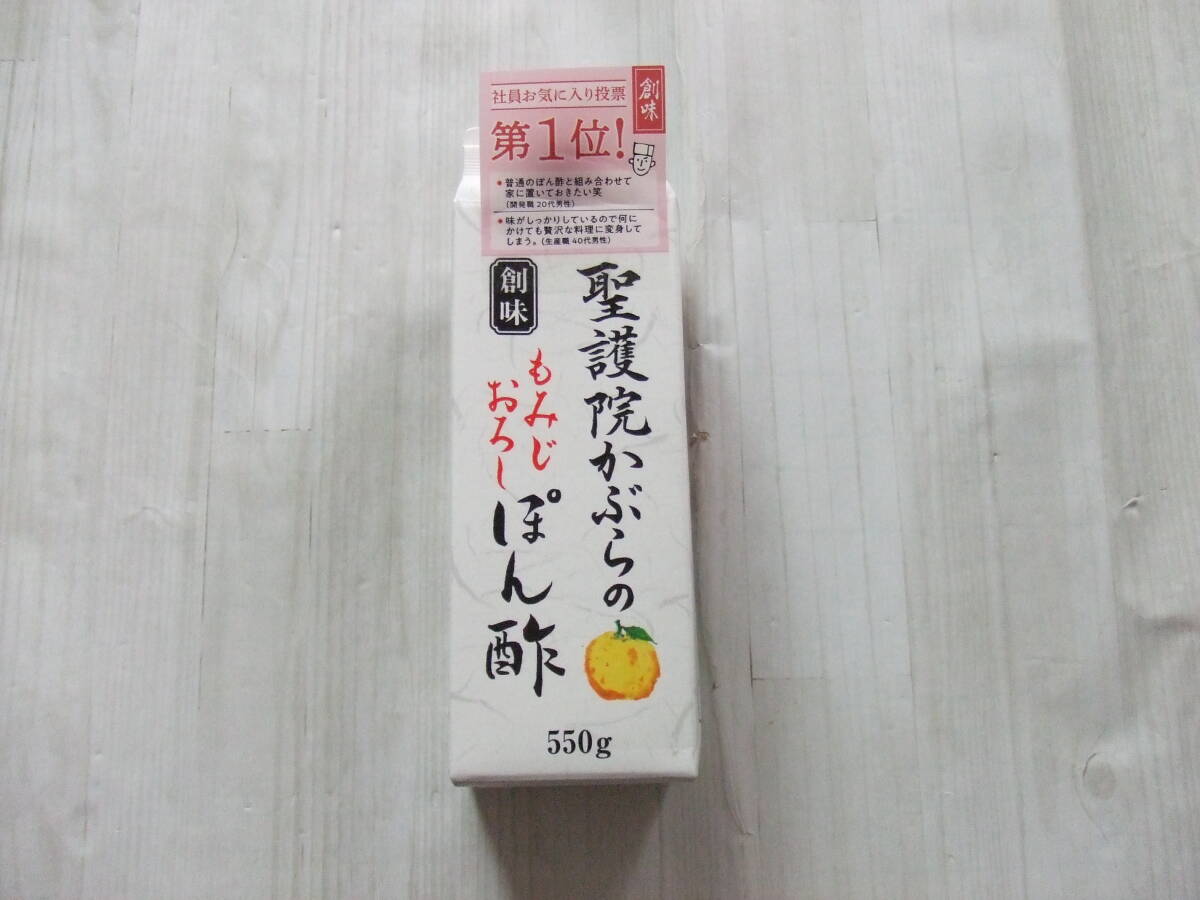 社員お気に入り投票
創味
第1位!
●普通のぽん酢と組み合わせて
家に置いておきたい笑
(開発職 20代男性)
●味がしっかりしているので何に
かけても贅沢な料理に変身して
しまう。(生産職 40代男性)
聖護院かぶらの
創味
もみじ
おろし
ぽん酢
550g